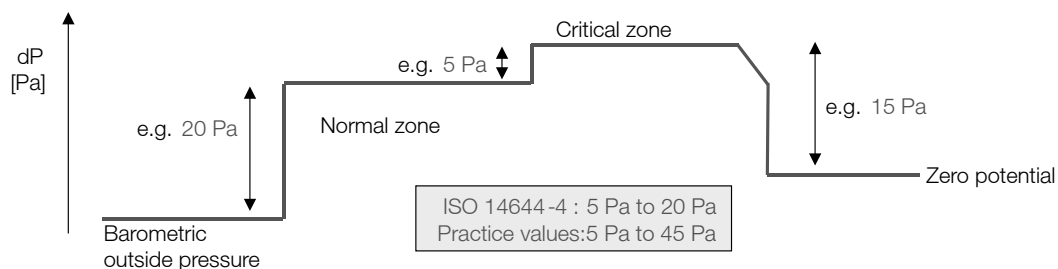 Critical zone
dP
[Pa]
e.g. 5 Pa
e.g. 20 Pa
Normal zone
e.g. 15 Pa
Zero potential
ISO 14644-4 : 5 Pa to 20 Pa
Practice values:5 Pa to 45 Pa
Barometric
outside pressure